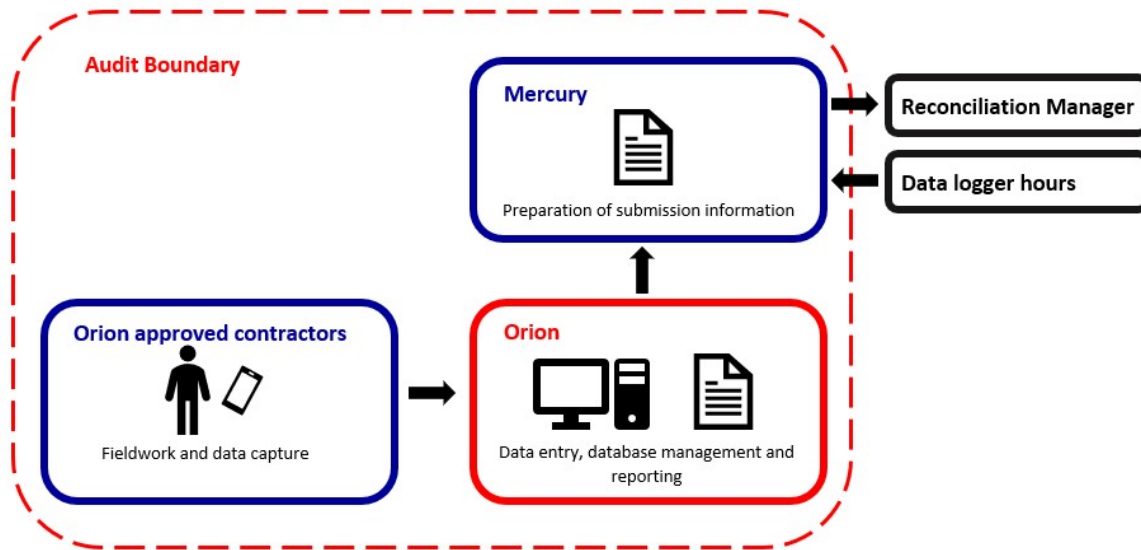 Audit Boundary
Mercury
Preparation of submission information
Reconciliation Manager
Data logger hours
Orion approved contractors
Fieldwork and data capture
Orion
Data entry, database management and
reporting